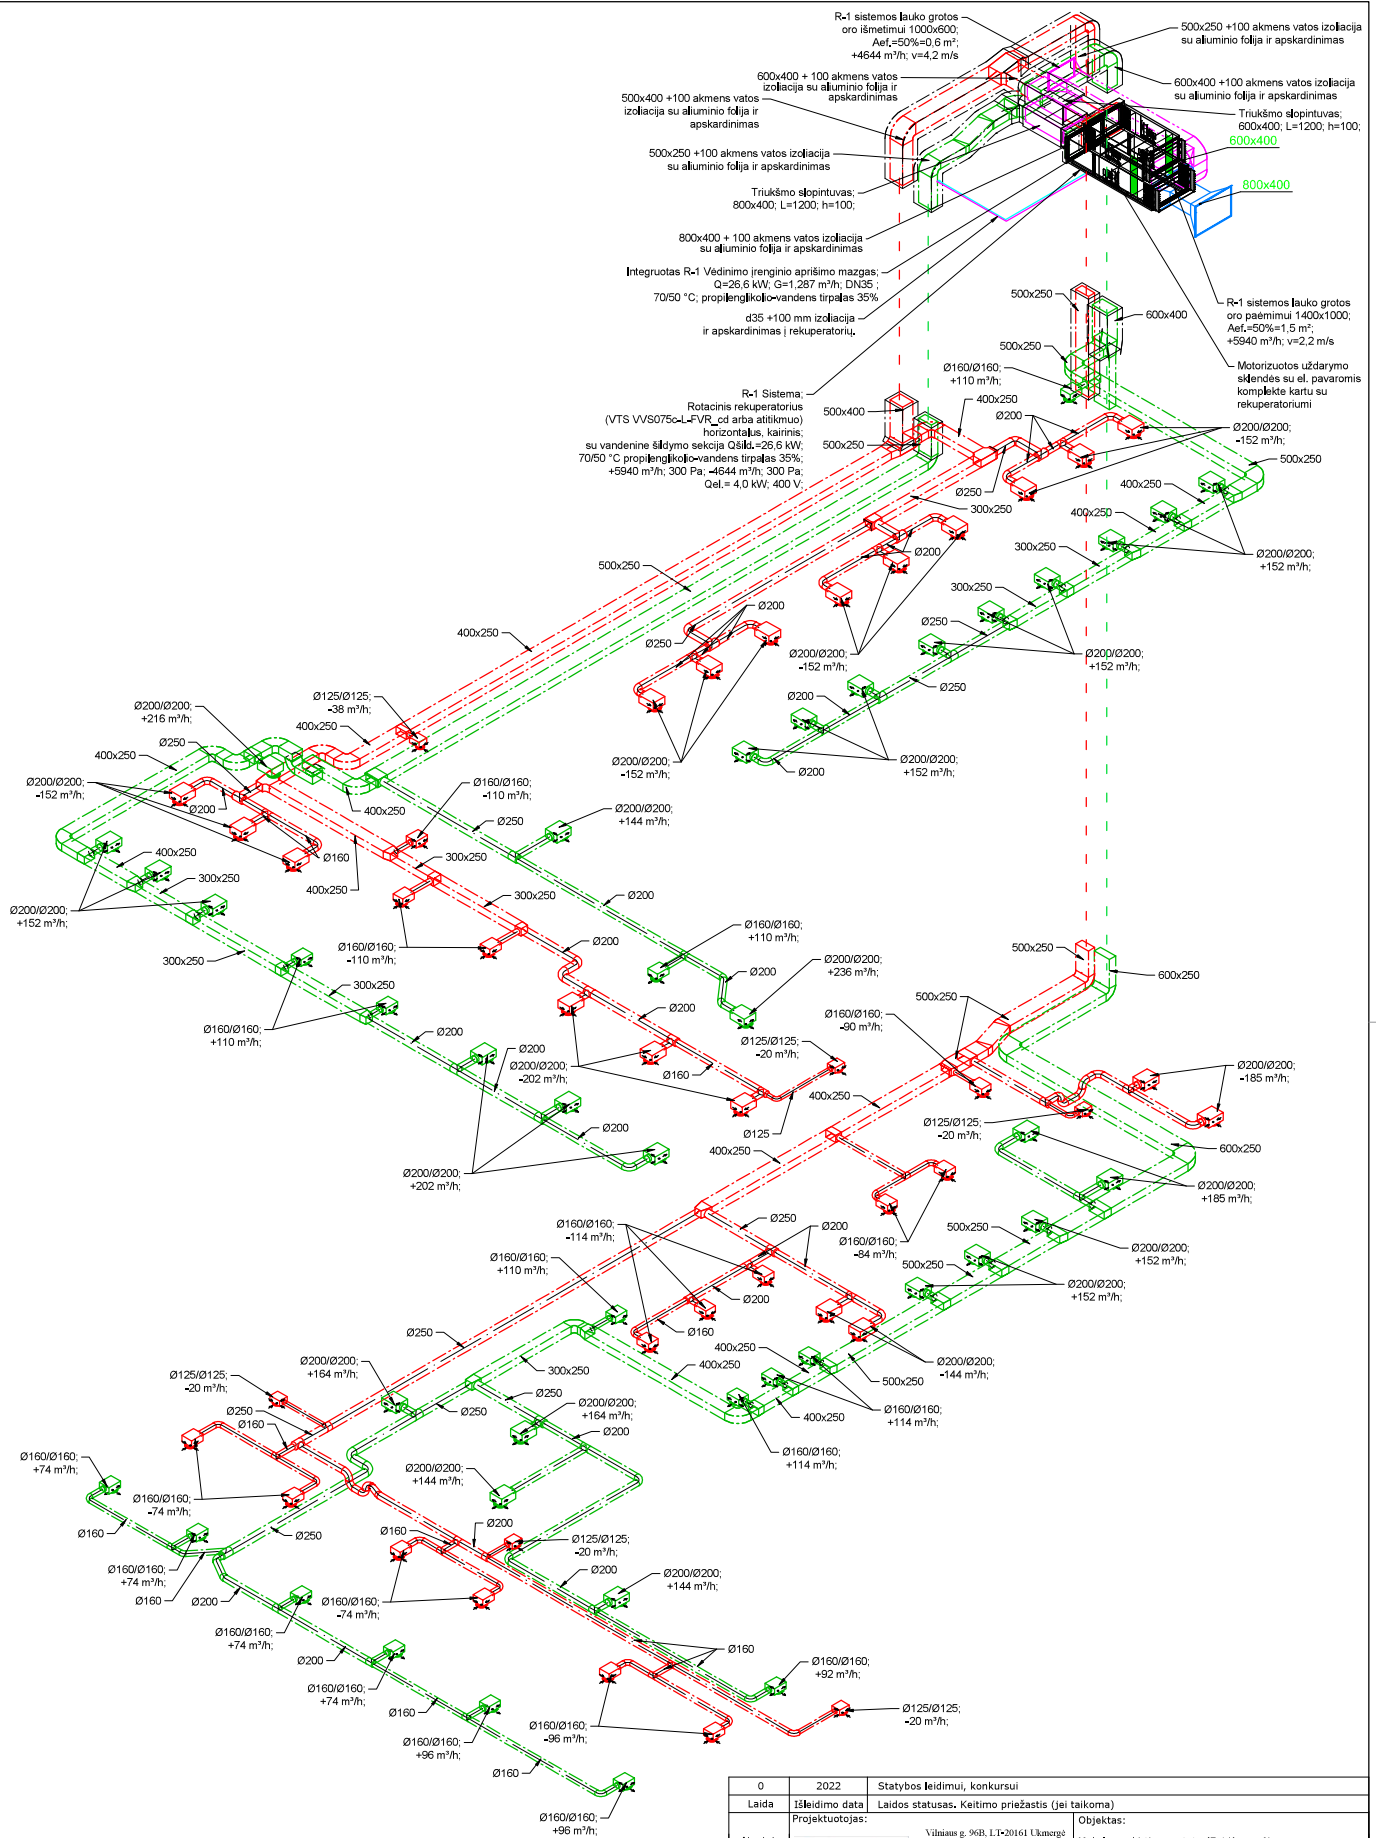 R-1 sistemos lauko grotos
oro išmetimui 1000x600;
Aef.=50%=0,6 m²;
+4644 m³/h; v=4,2 m/s
500x250 +100 akmens vatos izoliacija
su aliuminio folija ir apskardinimas
600x400 + 100 akmens vatos
izoliacija su aliuminio folija ir
apskardinimas
600x400 +100 akmens vatos izoliacija
su aliuminio folija ir apskardinimas
500x400 +100 akmens vatos
izoliacija su aliuminio folija ir
apskardinimas
Triukšmo slopintuvas;
600x400; L=1200; h=100;
600x400
500x250 +100 akmens vatos izoliacija
su aliuminio folija ir apskardinimas
800x400
Triukšmo slopintuvas;
800x400; L=1200; h=100;
800x400 + 100 akmens vatos izoliacija
su aliuminio folija ir apskardinimas
Integruotas R-1 Vėdinimo įrenginio aprišimo mazgas;
Q=26,6 kW; G=1,287 m³/h; DN35 ;
70/50 °C; propilenglikolio-vandens tirpalas 35%
d35 +100 mm izoliacija
ir apskardinimas į rekuperatorių.
500x250
600x400
R-1 sistemos lauko grotos
oro paėmimui 1400x1000;
Aef.=50%=1,5 m²;
+5940 m³/h; v=2,2 m/s
500x250
Motorizuotos uždarymo
sklendės su el. pavaromis
komplekte kartu su
rekuperatoriumi
Ø160/Ø160;
+110 m³/h;
R-1 Sistema;
Rotacinis rekuperatorius
(VTS VVS075c-L-FVR_cd arba atitikmuo)
horizontalus, kairinis;
su vandenine šildymo sekcija Qšild.=26,6 kW;
70/50 °C propilenglikolio-vandens tirpalas 35%;
+5940 m³/h; 300 Pa; -4644 m³/h; 300 Pa;
Qel.= 4,0 kW; 400 V;
500x400
400x250
Ø200
Ø200/Ø200;
-152 m³/h;
500x250
500x250
Ø250
400x250
300x250
400x250
Ø200
Ø200/Ø200;
+152 m³/h;
300x250
500x250
300x250
Ø200
Ø250
Ø250
400x250
Ø200/Ø200;
-152 m³/h;
Ø200/Ø200;
+152 m³/h;
Ø250
Ø200
Ø125/Ø125;
-38 m³/h;
Ø200/Ø200;
+216 m³/h;
400x250
Ø250
400x250
Ø200/Ø200;
-152 m³/h;
Ø200/Ø200;
+152 m³/h;
Ø200
Ø200/Ø200;
-152 m³/h;
Ø200
Ø160/Ø160;
-110 m³/h;
400x250
Ø200/Ø200;
+144 m³/h;
Ø250
400x250
Ø160
300x250
300x250
400x250
300x250
Ø200
Ø200/Ø200;
+152 m³/h;
Ø160/Ø160;
+110 m³/h;
Ø160/Ø160;
-110 m³/h;
Ø200
300x250
Ø200
Ø200/Ø200;
+236 m³/h;
500x250
600x250
300x250
Ø160/Ø160;
+110 m³/h;
Ø200
Ø200
500x250
Ø160/Ø160;
-90 m³/h;
Ø125/Ø125;
-20 m³/h;
Ø200
Ø200/Ø200;
-202 m³/h;
Ø160
Ø200/Ø200;
-185 m³/h;
400x250
Ø125/Ø125;
-20 m³/h;
Ø200
Ø125
400x250
600x250
Ø200/Ø200;
+202 m³/h;
Ø200/Ø200;
+185 m³/h;
Ø160/Ø160;
-114 m³/h;
Ø250
Ø200
500x250
Ø160/Ø160;
-84 m³/h;
Ø200/Ø200;
+152 m³/h;
Ø160/Ø160;
+110 m³/h;
500x250
Ø200/Ø200;
+152 m³/h;
Ø200
Ø250
Ø160
400x250
Ø200/Ø200;
+164 m³/h;
300x250
400x250
Ø200/Ø200;
-144 m³/h;
Ø125/Ø125;
-20 m³/h;
500x250
Ø250
Ø250
Ø250
Ø200/Ø200;
+164 m³/h;
400x250
Ø160/Ø160;
+114 m³/h;
Ø160
Ø200
Ø160/Ø160;
+114 m³/h;
Ø160/Ø160;
+74 m³/h;
Ø200/Ø200;
+144 m³/h;
Ø160/Ø160;
-74 m³/h;
Ø160
Ø250
Ø160
Ø200
Ø125/Ø125;
-20 m³/h;
Ø160/Ø160;
+74 m³/h;
Ø200
Ø200/Ø200;
+144 m³/h;
Ø160
Ø200
Ø160/Ø160;
-74 m³/h;
Ø160/Ø160;
+74 m³/h;
Ø160
Ø200
Ø160/Ø160;
+92 m³/h;
Ø160/Ø160;
+74 m³/h;
Ø160
Ø125/Ø125;
-20 m³/h;
Ø160/Ø160;
-96 m³/h;
Ø160/Ø160;
+96 m³/h;
Ø160
Ø160/Ø160;
+96 m³/h;
0 2022 Statybos leidimui, konkursui
Laida Išleidimo data Laidos statusas. Keitimo priežastis (jei taikoma)
Projektuotojas: Objektas:
Vilniaus g. 96B, LT-20161 Ukmergė